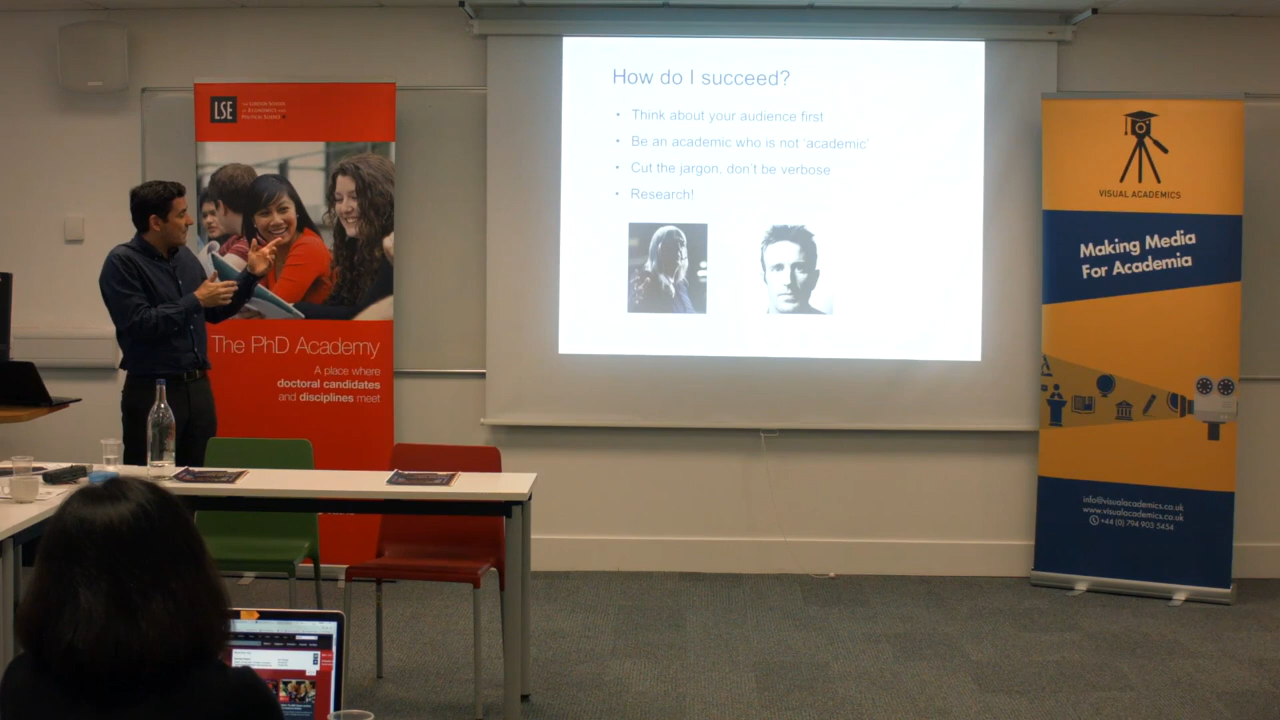 LSE
THE LONDON SCHOOL
OF ECONOMICS AND
POLITICAL SCIENCE
The PhD Academy
A place where
doctoral candidates
and disciplines meet
How do I succeed?
• Think about your audience first
• Be an academic who is not 'academic'
• Cut the jargon, don't be verbose
• Research!
VISUAL ACADEMICS
Making Media
For Academia
info@visualacademics.co.uk
www.visualacademics.co.uk
+44 (0) 794 903 5454